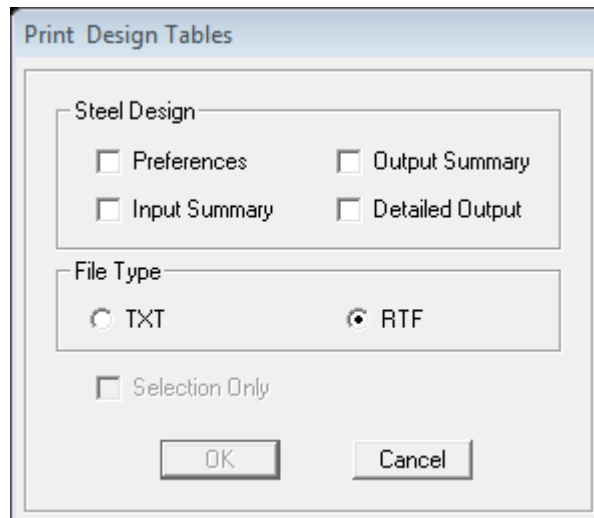 Print Design Tables
Steel Design
Preferences Output Summary
Input Summary Detailed Output
File Type
TXT RTF
Selection Only
OK Cancel